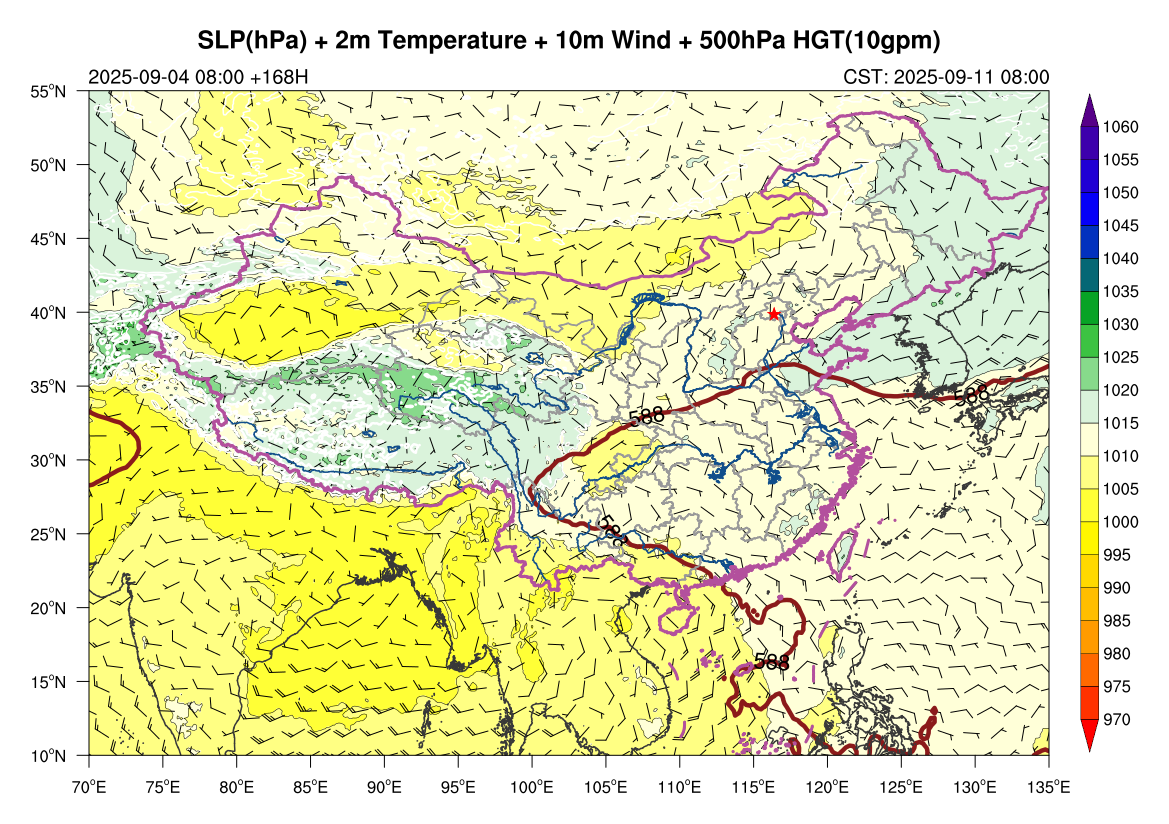 SLP(hPa) + 2m Temperature + 10m Wind + 500hPa HGT(10gpm)
2025-09-04 08:00 +168H
CST: 2025-09-11 08:00
55°N
50°N
45°N
40°N
35°N
30°N
25°N
20°N
15°N
10°N
70°E
75°E
80°E
85°E
90°E
95°E
100°E
105°E
110°E
115°E
120°E
125°E
130°E
135°E
588
588
588
588
1060
1055
1050
1045
1040
1035
1030
1025
1020
1015
1010
1005
1000
995
990
985
980
975
970